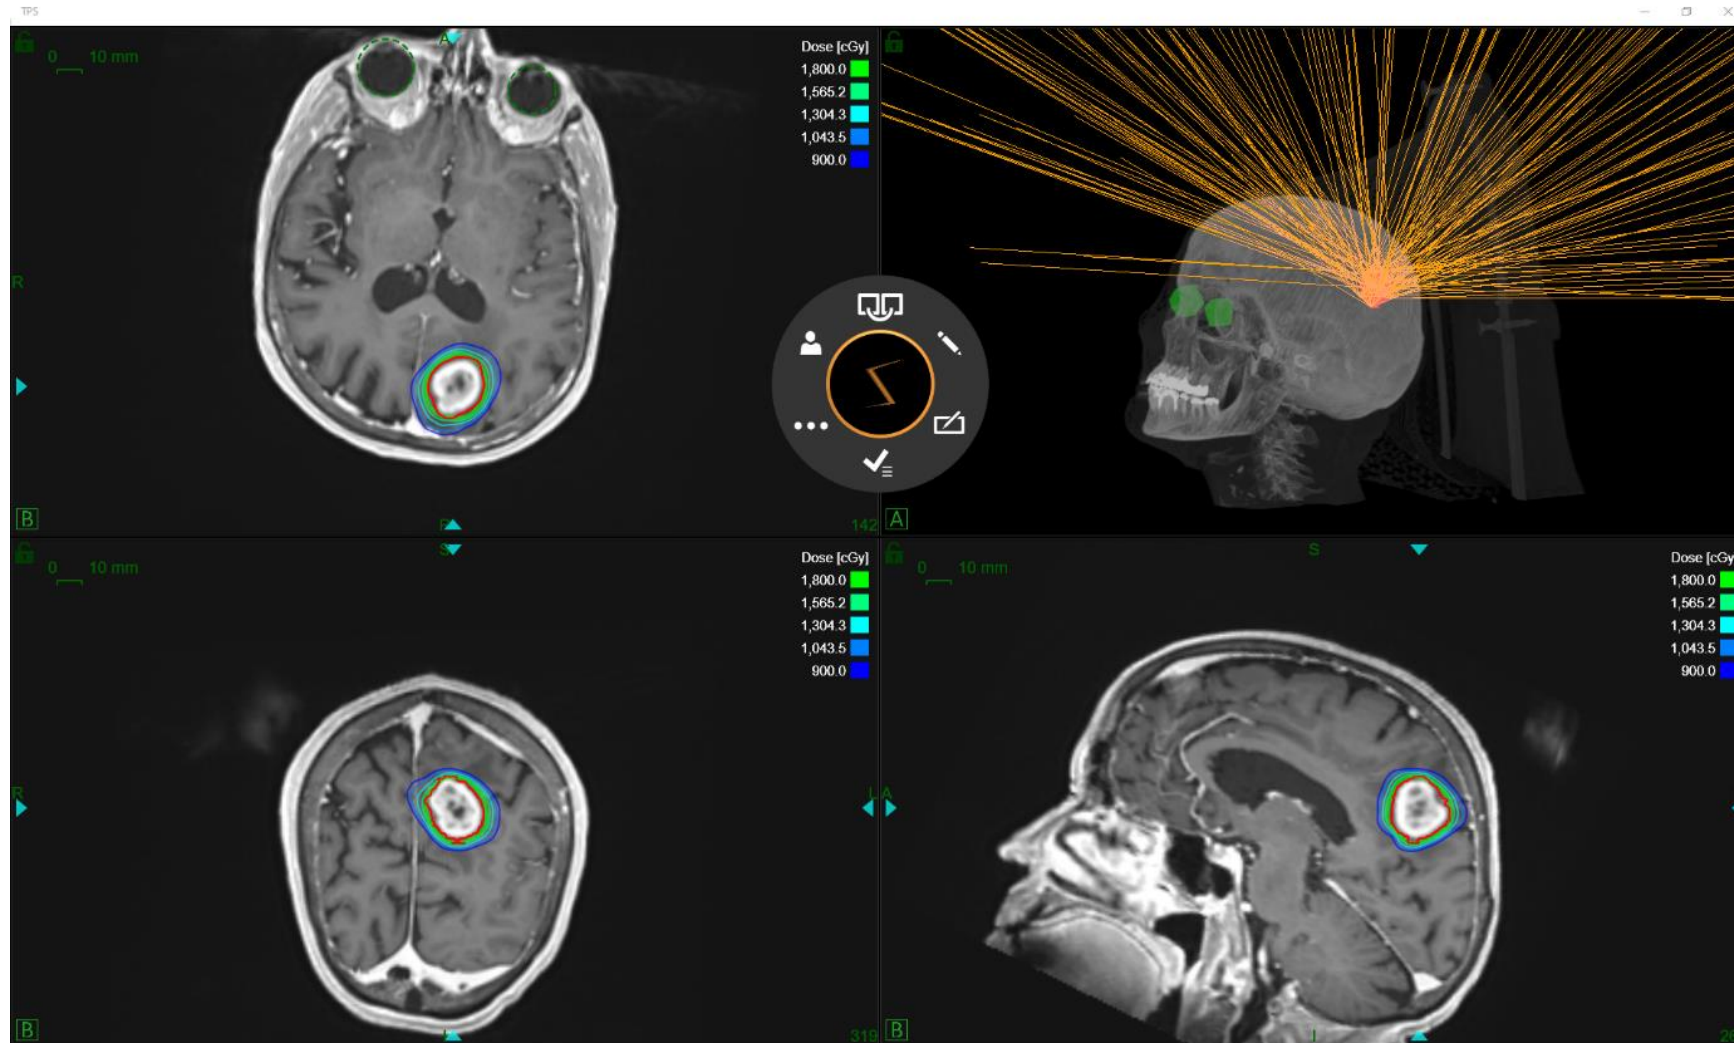 TPS
A
0 10 mm
Dose [cGy]
1,800.0
1,565.2
1,304.3
1,043.5
900.0
R
B
142
A
S
0 10 mm
Dose [cGy]
1,800.0
1,565.2
1,304.3
1,043.5
900.0
R
L
B
319
S
0 10 mm
Dose [cGy
1,800.0
1,565.2
1,304.3
1,043.5
900.0
A
B
I
26